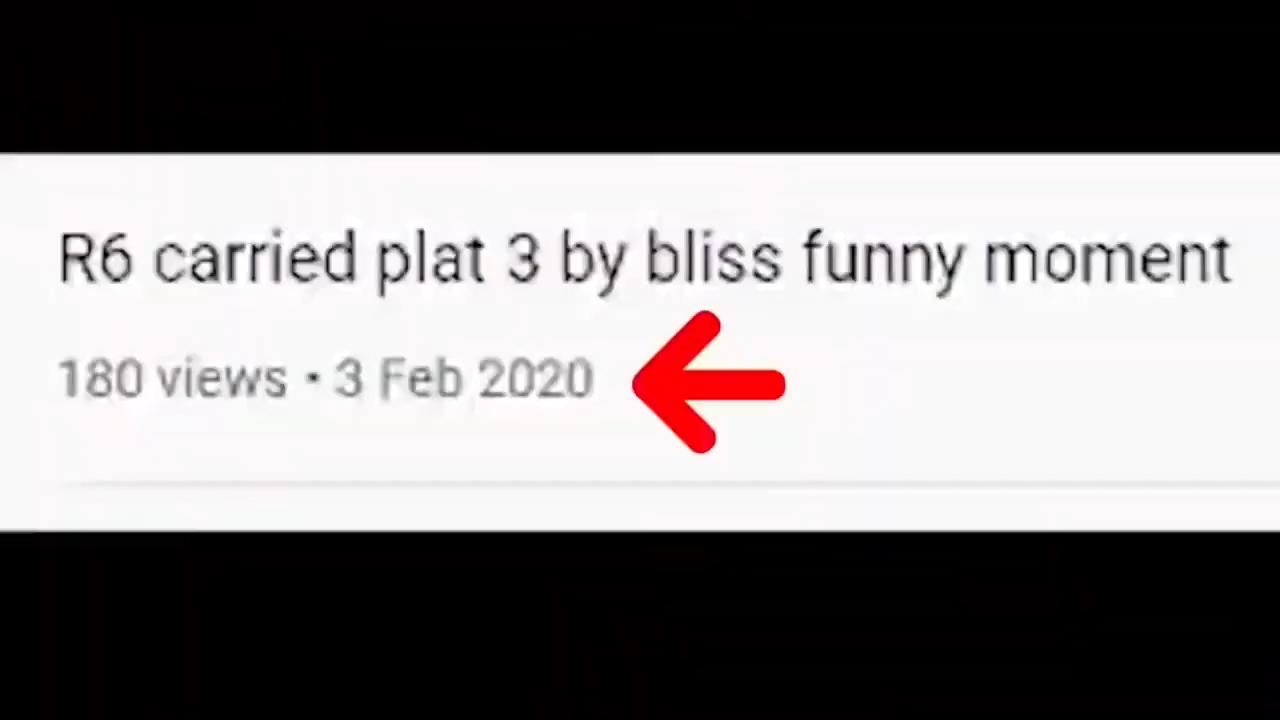 R6 carried plat 3 by bliss funny moment
180 views • 3 Feb 2020